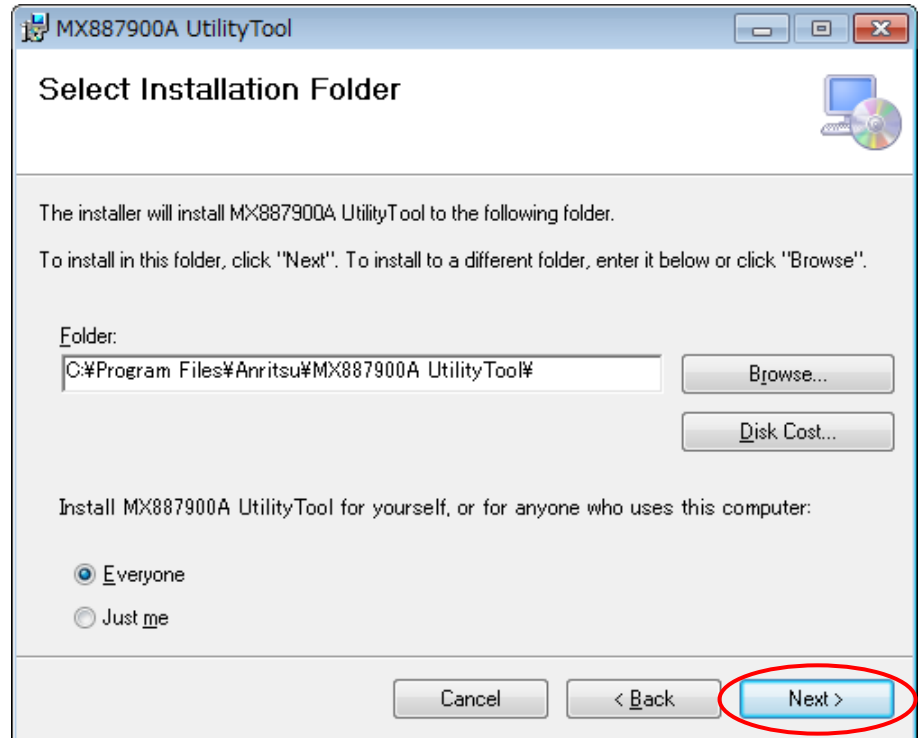 MX887900A UtilityTool
Select Installation Folder
The installer will install MX887900A UtilityTool to the following folder.
To install in this folder, click "Next". To install to a different folder, enter it below or click "Browse".
Folder:
C:¥Program Files¥Anritsu¥MX887900A UtilityTool¥
Browse...
Disk Cost...
Install MX887900A UtilityTool for yourself, or for anyone who uses this computer:
Everyone
Just me
Cancel
< Back
Next >